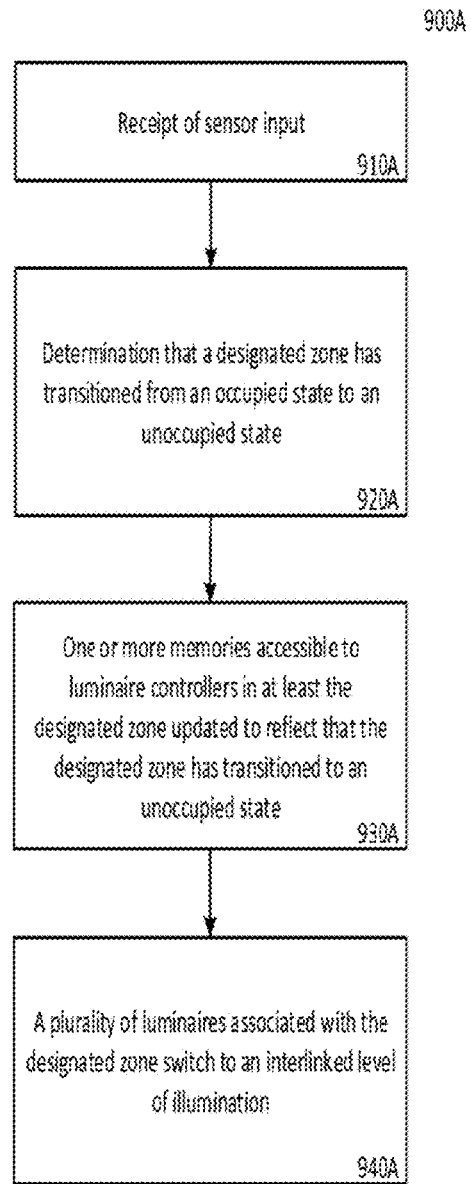 900A
Receipt of sensor input
910A
Determination that a designated zone has
transitioned from an occupied state to an
unoccupied state
920A
One or more memories accessible to
luminaire controllers in at least the
designated zone updated to reflect that the
designated zone has transitioned to an
unoccupied state
930A
A plurality of luminaires associated with the
designated zone switch to an interlinked level
of illumination
940A